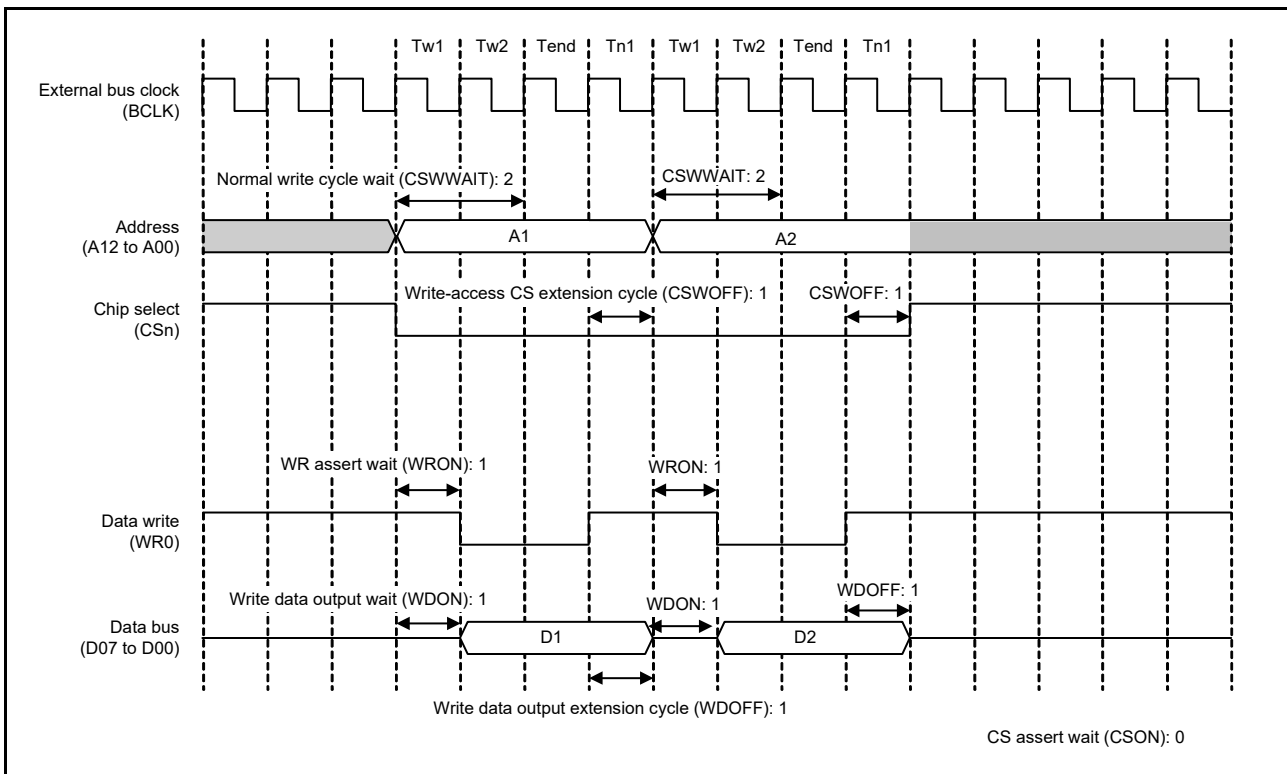 Tw1 Tw2 Tend Tn1 Tw1 Tw2 Tend Tn1
External bus clock
(BCLK)
Normal write cycle wait (CSWWAIT): 2
CSWWAIT: 2
Address
(A12 to A00)
A1
A2
Write-access CS extension cycle (CSWOFF): 1
CSWOFF: 1
Chip select
(CSn)
WR assert wait (WRON): 1
WRON: 1
Data write
(WR0)
Write data output wait (WDON): 1
WDON: 1
WDOFF: 1
Data bus
(D07 to D00)
D1
D2
Write data output extension cycle (WDOFF): 1
CS assert wait (CSON): 0